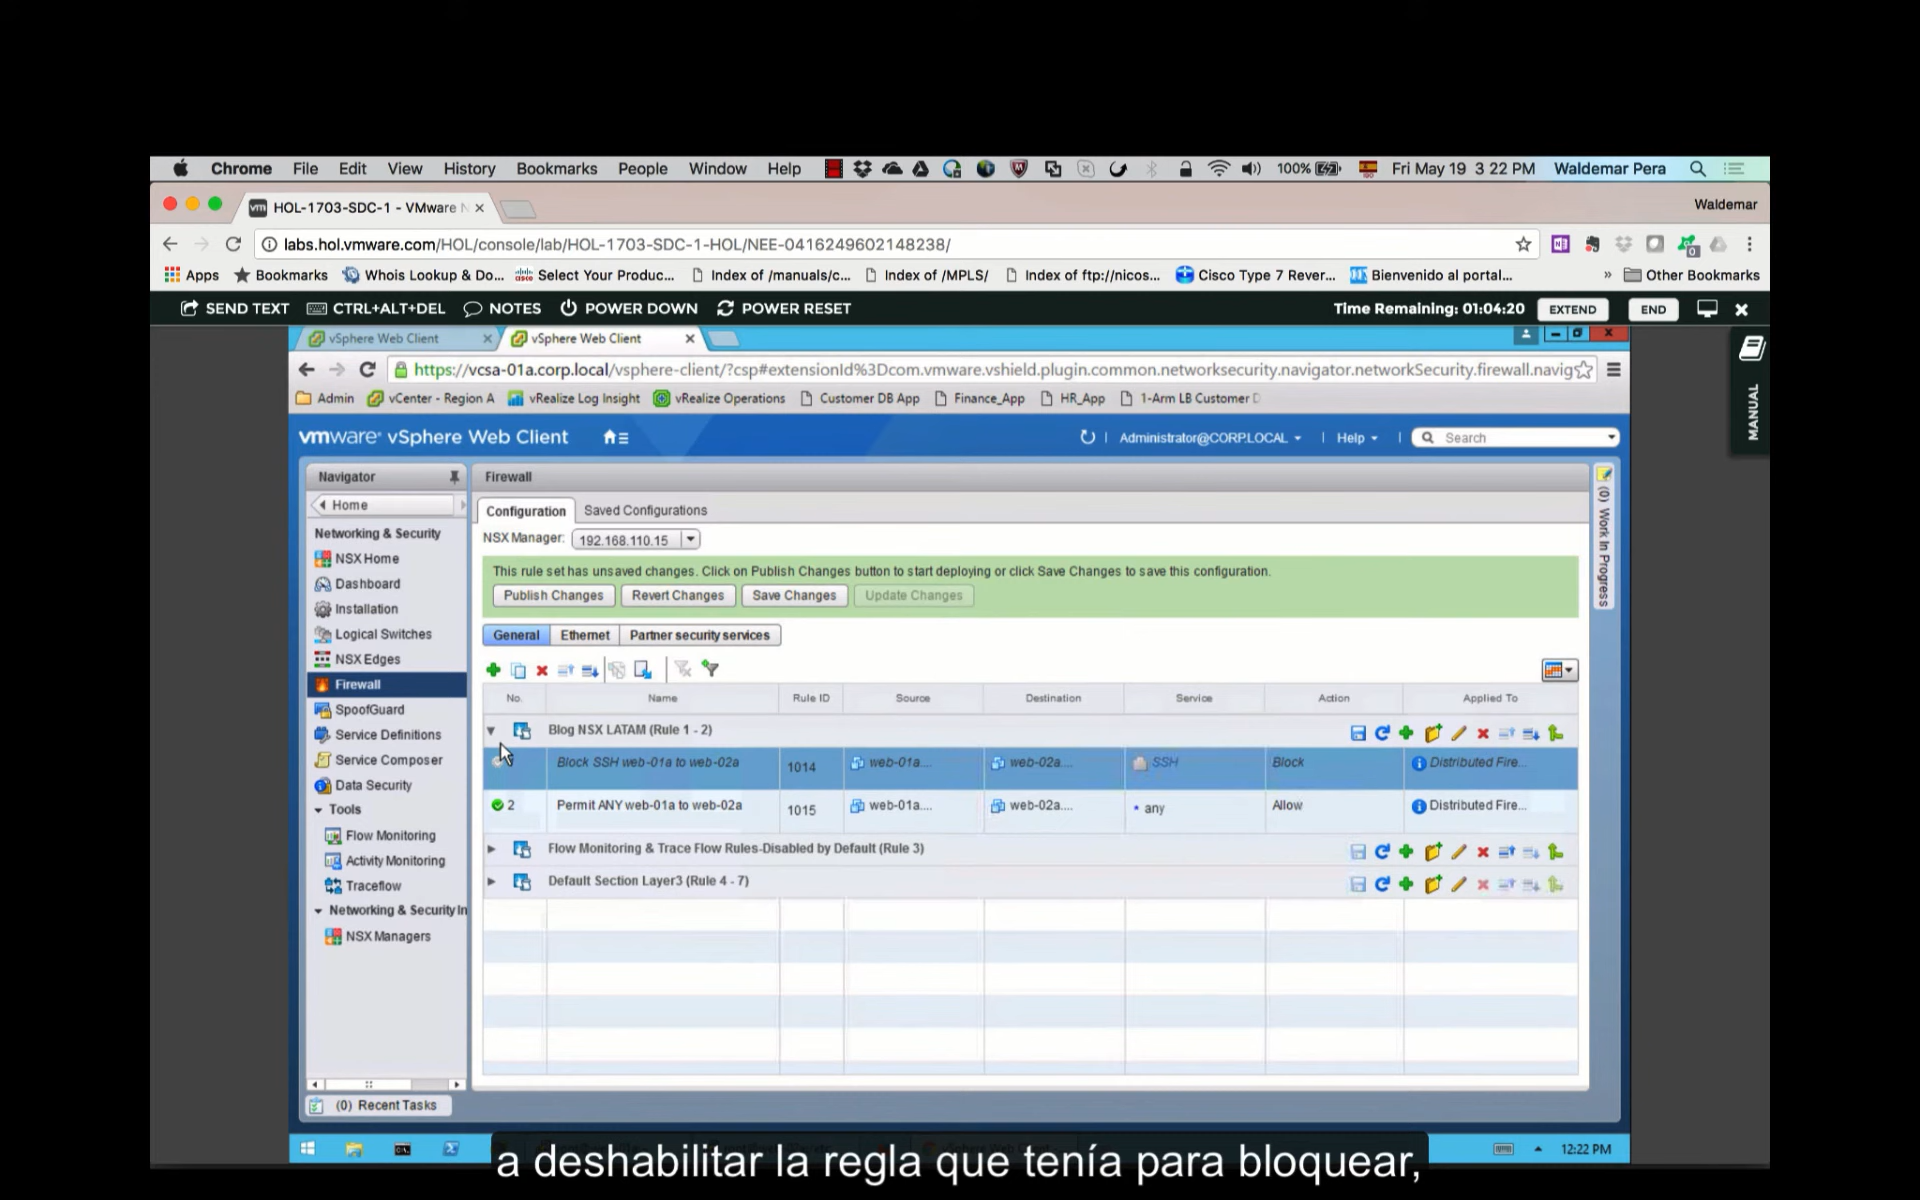 Chrome File Edit View History Bookmarks People Window Help 100% Fri May 19 3 22 PM Waldemar Pera
HOL-1703-SDC-1 - VMware N Waldemar
labs.hol.vmware.com/HOL/console/lab/HOL-1703-SDC-1-HOL/NEE-0416249602148238/
Apps Bookmarks Whois Lookup & Do... Select Your Produc... Index of /manuals/c... Index of /MPLS/ Index of ftp://nicos... Cisco Type 7 Rever... Bienvenido al portal... » Other Bookmarks
SEND TEXT CTRL+ALT+DEL NOTES POWER DOWN POWER RESET Time Remaining: 01:04:20 EXTEND END
MANUAL
vSphere Web Client vSphere Web Client
https://vcsa-01a.corp.local/vsphere-client/?csp#extensionId%3Dcom.vmware.vshield.plugin.common.networksecurity.navigator.networkSecurity.firewall.navig
Admin vCenter - Region A vRealize Log Insight vRealize Operations Customer DB App Finance_App HR_App 1-Arm LB Customer
vmware® vSphere Web Client Administrator@CORP.LOCAL Help Search
Navigator
Home
Networking & Security
NSX Home
Dashboard
Installation
Logical Switches
NSX Edges
Firewall
SpoofGuard
Service Definitions
Service Composer
Data Security
Tools
Flow Monitoring
Activity Monitoring
Traceflow
Networking & Security In
NSX Managers
(0) Recent Tasks
Firewall
Configuration Saved Configurations
NSX Manager: 192.168.110.15
This rule set has unsaved changes. Click on Publish Changes button to start deploying or click Save Changes to save this configuration.
Publish Changes Revert Changes Save Changes Update Changes
General Ethernet Partner security services
No. Name Rule ID Source Destination Service Action Applied To
Blog NSX LATAM (Rule 1 - 2)
Block SSH web-01a to web-02a 1014 web-01a.... web-02a.... SSH Block Distributed Fire...
2 Permit ANY web-01a to web-02a 1015 web-01a.... web-02a.... * any Allow Distributed Fire...
Flow Monitoring & Trace Flow Rules-Disabled by Default (Rule 3)
Default Section Layer3 (Rule 4 - 7)
(0) Work In Progress
12:22 PM
a deshabilitar la regla que tenía para bloquear,